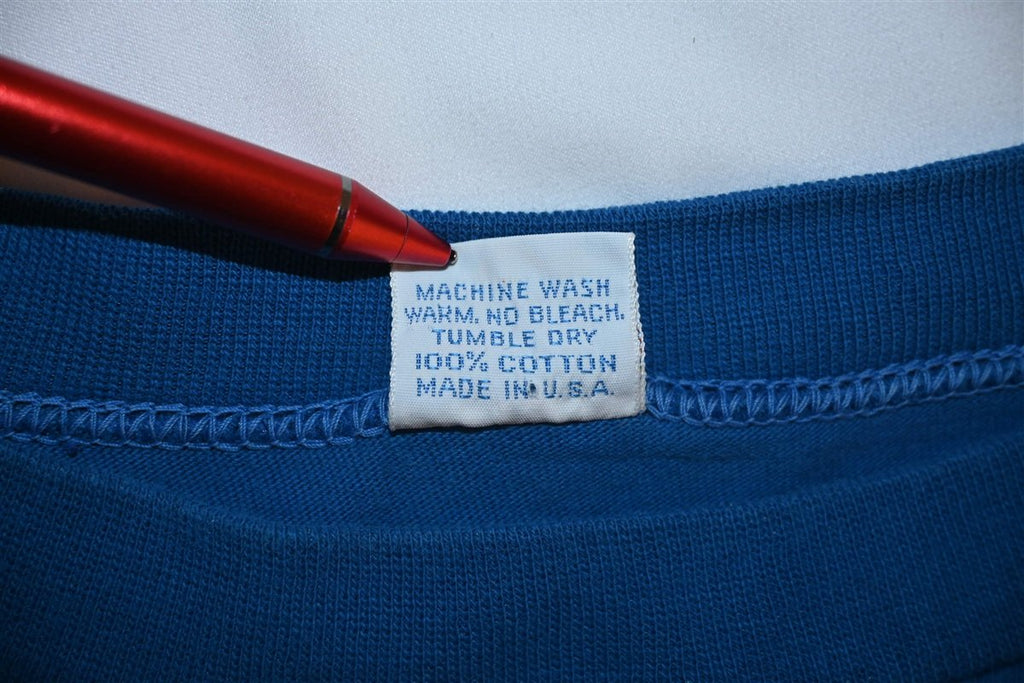 MACHINE WASH
WARM. NO BLEACH.
TUMBLE DRY
100% COTTON
MADE IN U.S.A.